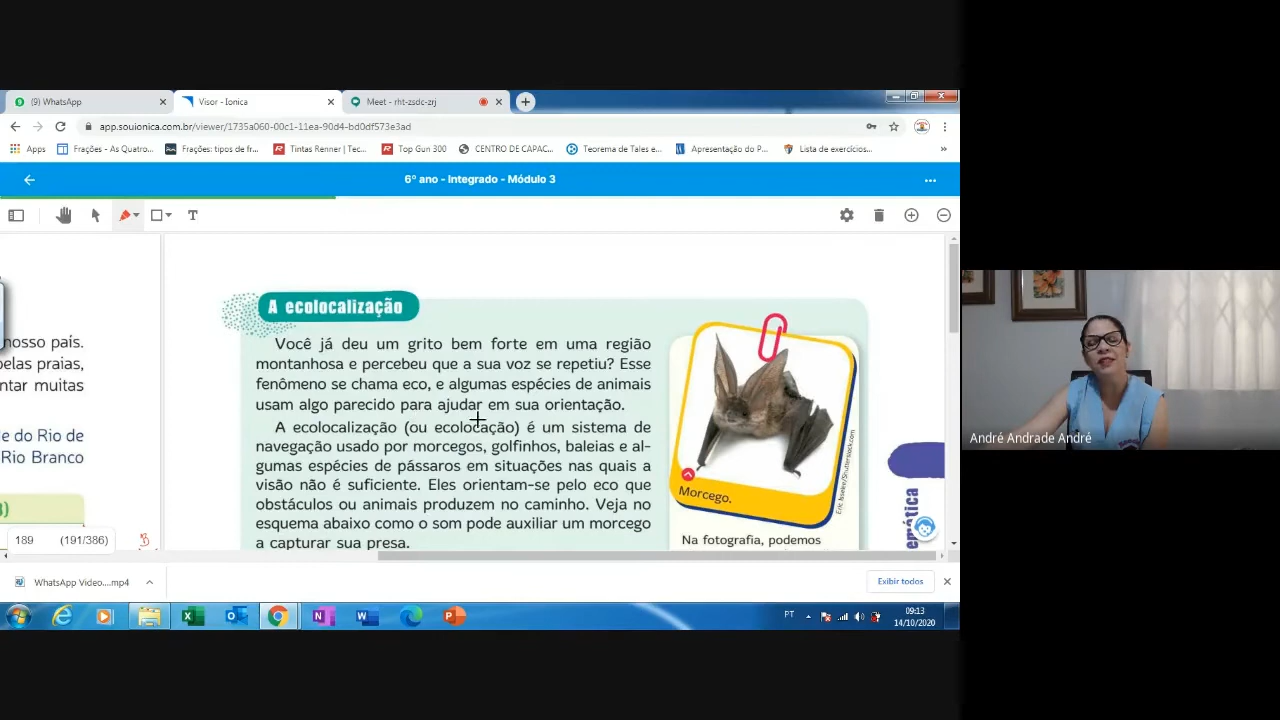 (9) WhatsApp
Visor - Ionica
Meet - rht-zsdc-zrj
app.souionica.com.br/viewer/1735a060-00c1-11ea-90d4-bd0df573e3ad
Apps
Frações - As Quatro...
Frações: tipos de fr...
Tintas Renner | Tec...
Top Gun 300
CENTRO DE CAPAC...
Teorema de Tales e...
Apresentação do P...
Lista de exercícios...
»
6º ano - Integrado - Módulo 3
T
nosso país.
pelas praias,
ntar muitas
e do Rio de
Rio Branco
189 (191/386)
A ecolocalização
Você já deu um grito bem forte em uma região
montanhosa e percebeu que a sua voz se repetiu? Esse
fenômeno se chama eco, e algumas espécies de animais
usam algo parecido para ajudar em sua orientação.
A ecolocalização (ou ecolocação) é um sistema de
navegação usado por morcegos, golfinhos, baleias e al-
gumas espécies de pássaros em situações nas quais a
visão não é suficiente. Eles orientam-se pelo eco que
obstáculos ou animais produzem no caminho. Veja no
esquema abaixo como o som pode auxiliar um morcego
a capturar sua presa.
Morcego.
Na fotografia, podemos
emática
André Andrade André
WhatsApp Video....mp4
Exibir todos
PT
09:13
14/10/2020